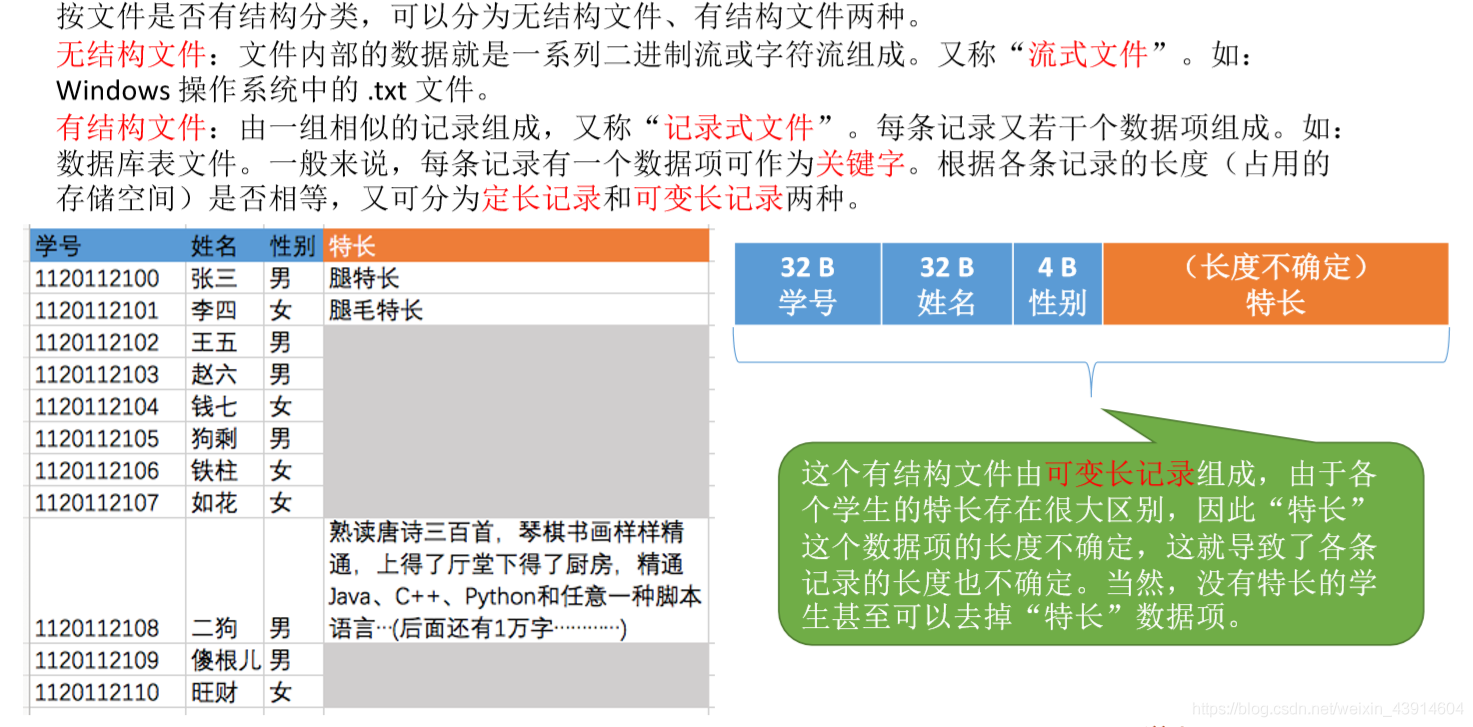 按文件是否有结构分类，可以分为无结构文件、有结构文件两种。
无结构文件：文件内部的数据就是一系列二进制流或字符流组成。又称“流式文件”。如：
Windows 操作系统中的 .txt 文件。
有结构文件：由一组相似的记录组成，又称“记录式文件”。每条记录又若干个数据项组成。如：
数据库表文件。一般来说，每条记录有一个数据项可作为关键字。根据各条记录的长度（占用的
存储空间）是否相等，又可分为定长记录和可变长记录两种。
学号 姓名 性别 特长
1120112100 张三 男 腿特长
1120112101 李四 女 腿毛特长
1120112102 王五 男
1120112103 赵六 男
1120112104 钱七 女
1120112105 狗剩 男
1120112106 铁柱 女
1120112107 如花 女
熟读唐诗三百首，琴棋书画样样精
通，上得了厅堂下得了厨房，精通
Java、C++、Python和任意一种脚本
1120112108 二狗 男 语言…(后面还有1万字…………)
1120112109 傻根儿 男
1120112110 旺财 女
32 B 32 B 4 B （长度不确定）
学号 姓名 性别 特长
这个有结构文件由可变长记录组成，由于各
个学生的特长存在很大区别，因此“特长”
这个数据项的长度不确定，这就导致了各条
记录的长度也不确定。当然，没有特长的学
生甚至可以去掉“特长”数据项。
https://blog.csdn.net/weixin_43914604